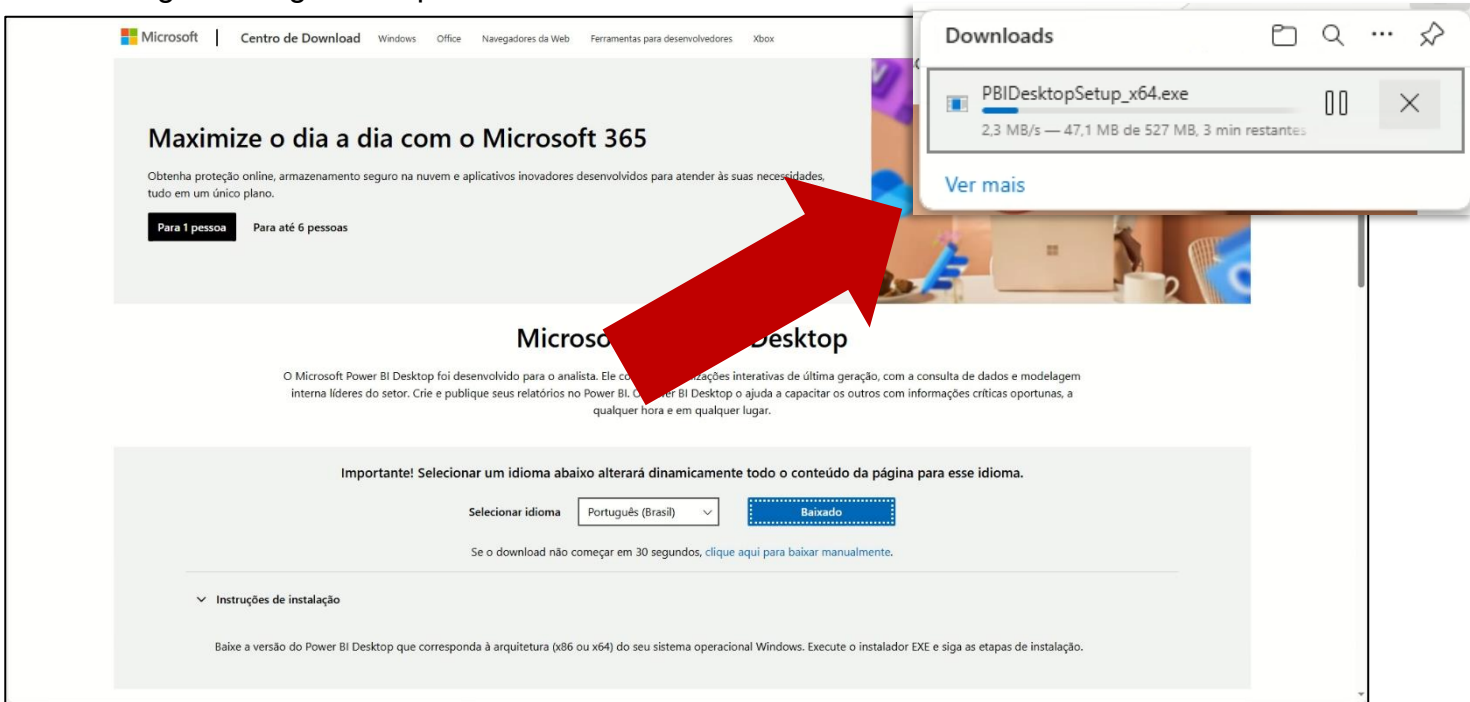 Microsoft
Centro de Download Windows Office Navegadores da Web Ferramentas para desenvolvedores Xbox
Downloads
PBIDesktopSetup_x64.exe
2,3 MB/s — 47,1 MB de 527 MB, 3 min restantes
Ver mais
Maximize o dia a dia com o Microsoft 365
Obtenha proteção online, armazenamento seguro na nuvem e aplicativos inovadores desenvolvidos para atender às suas necessidades,
tudo em um único plano.
Para 1 pessoa Para até 6 pessoas
Desktop
O Microsoft Power BI Desktop foi desenvolvido para o analista. Ele interativas de última geração, com a consulta de dados e modelagem
interna líderes do setor. Crie e publique seus relatórios no Power BI. BI Desktop o ajuda a capacitar os outros com informações críticas oportunas, a
qualquer hora e em qualquer lugar.
Importante! Selecionar um idioma abaixo alterará dinamicamente todo o conteúdo da página para esse idioma.
Selecionar idioma Português (Brasil) Baixado
Se o download não começar em 30 segundos, clique aqui para baixar manualmente.
Instruções de instalação
Baixe a versão do Power BI Desktop que corresponda à arquitetura (x86 ou x64) do seu sistema operacional Windows. Execute o instalador EXE e siga as etapas de instalação.